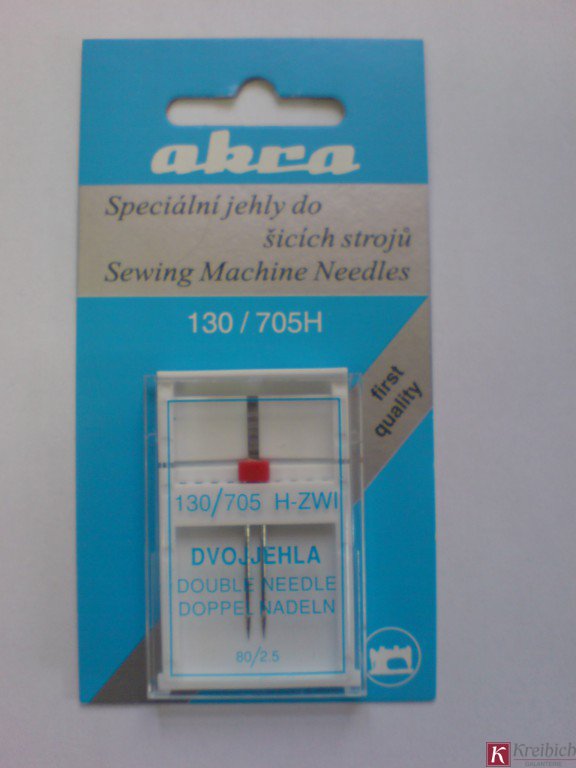 akra
Speciální jehly do
šicích strojů
Sewing Machine Needles
130 / 705H
first
quality
130/705 H-ZWI
DVOJJEHLA
DOUBLE NEEDLE
DOPPEL NADELN
80/2.5
K Kreibich
GALANTERIE